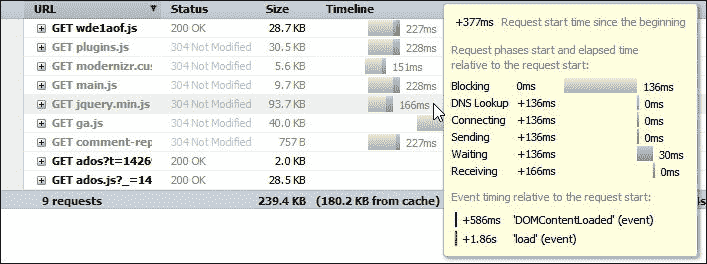 URL Status Size Timeline
GET wde1aof.js 200 OK 28.7 KB 227ms
GET plugins.js 304 Not Modified 30.5 KB 228ms
GET modernizr.cus 304 Not Modified 5.6 KB 151ms
GET main.js 304 Not Modified 9.7 KB 228ms
GET jquery.min.js 304 Not Modified 93.7 KB 166ms
GET ga.js 304 Not Modified 40.0 KB
GET comment-rep 304 Not Modified 757 B 227ms
GET ados?t=1426 200 OK 2.0 KB
GET ados.js?_=14 200 OK 28.5 KB
9 requests 239.4 KB (180.2 KB from cache)
+377ms Request start time since the beginning
Request phases start and elapsed time
relative to the request start:
Blocking 0ms 136ms
DNS Lookup +136ms 0ms
Connecting +136ms 0ms
Sending +136ms 0ms
Waiting +136ms 30ms
Receiving +166ms 0ms
Event timing relative to the request start:
+586ms 'DOMContentLoaded' (event)
+1.86s 'load' (event)